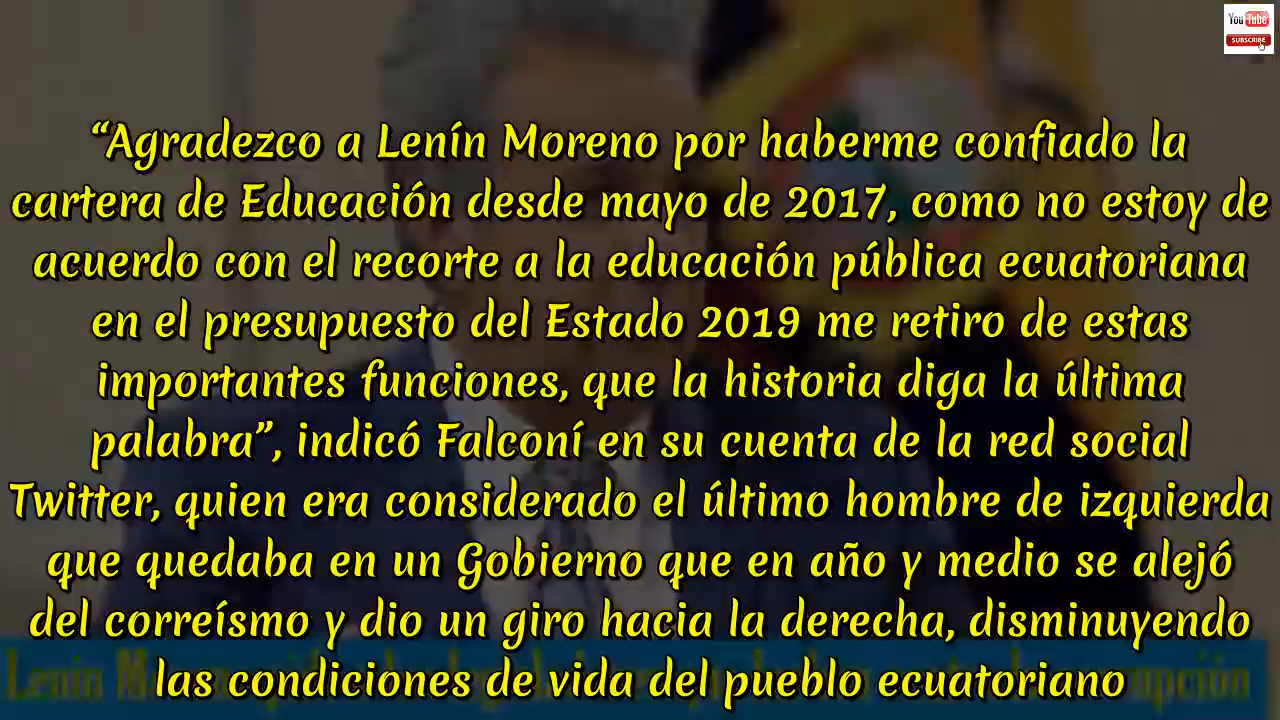 You Tube
SUBSCRIBE
“Agradezco a Lenín Moreno por haberme confiado la
cartera de Educación desde mayo de 2017, como no estoy de
acuerdo con el recorte a la educación pública ecuatoriana
en el presupuesto del Estado 2019 me retiro de estas
importantes funciones, que la historia diga la última
palabra”, indicó Falconí en su cuenta de la red social
Twitter, quien era considerado el último hombre de izquierda
que quedaba en un Gobierno que en año y medio se alejó
del correísmo y dio un giro hacia la derecha, disminuyendo
las condiciones de vida del pueblo ecuatoriano
Lenín